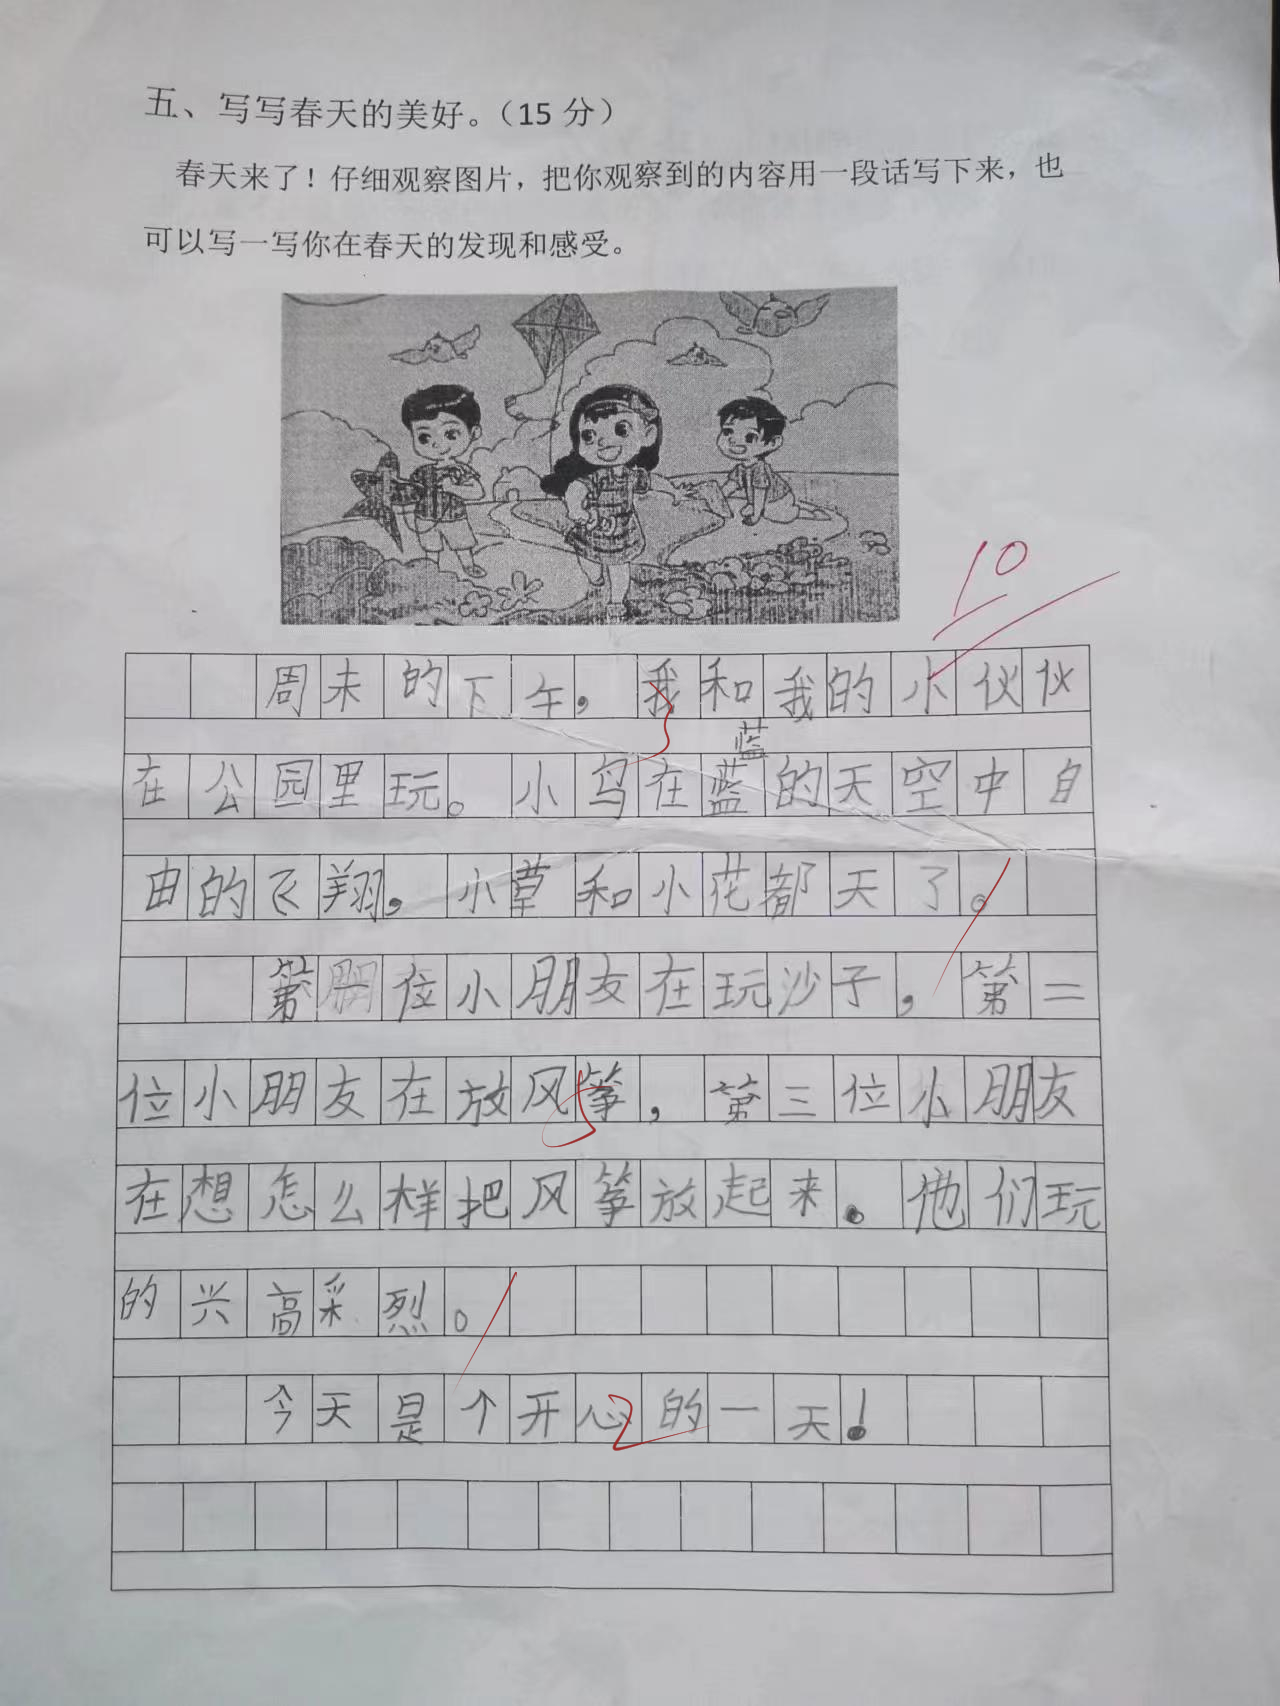 五、写写春天的美好。（15 分）
春天来了！仔细观察图片，把你观察到的内容用一段话写下来，也
可以写一写你在春天的发现和感受。
10
周末的下午，我和我的小伙伙
3
蓝
在公园里玩。小鸟在蓝的天空中自
由的飞翔，小草和小花都天了。
第一位小朋友在玩沙子，第二
位小朋友在放风筝，第三位小朋友
5
在想怎么样把风筝放起来。他们玩
的兴高采烈。
今天是个开心的一天！
2